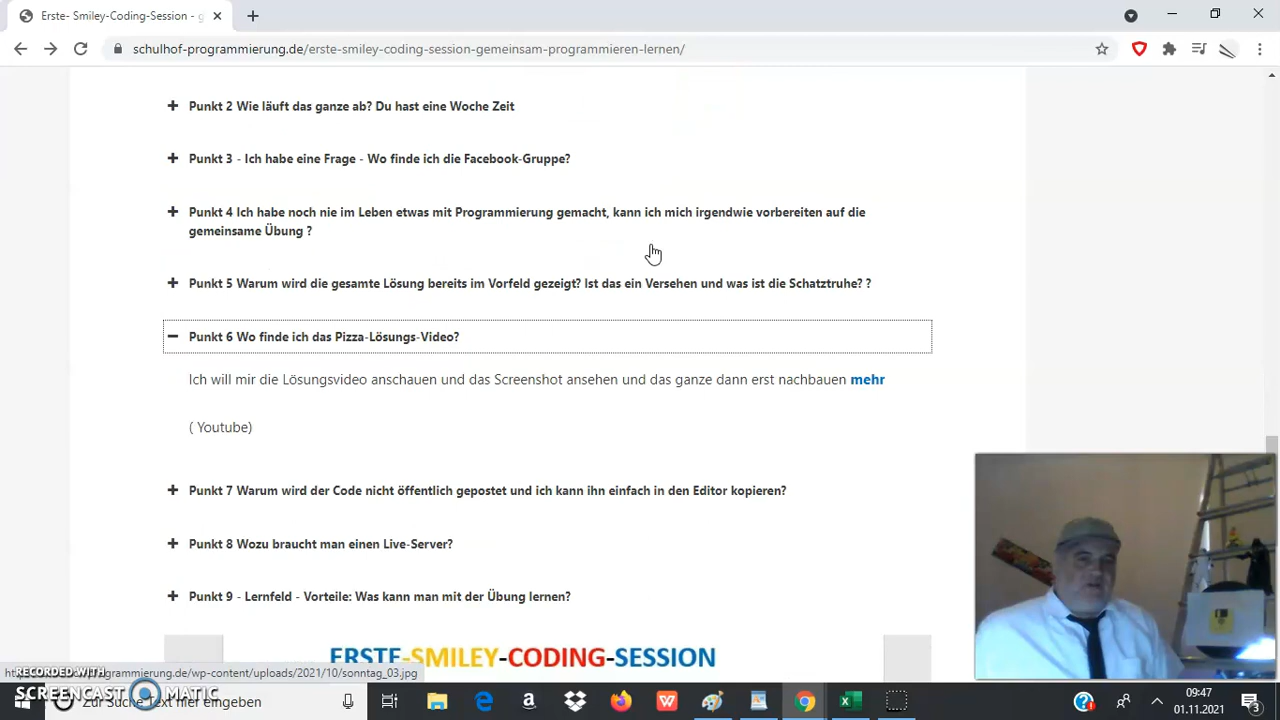 Erste- Smiley-Coding-Session - g
schulhof-programmierung.de/erste-smiley-coding-session-gemeinsam-programmieren-lernen/
Punkt 2 Wie läuft das ganze ab? Du hast eine Woche Zeit
Punkt 3 - Ich habe eine Frage - Wo finde ich die Facebook-Gruppe?
Punkt 4 Ich habe noch nie im Leben etwas mit Programmierung gemacht, kann ich mich irgendwie vorbereiten auf die
gemeinsame Übung ?
Punkt 5 Warum wird die gesamte Lösung bereits im Vorfeld gezeigt? Ist das ein Versehen und was ist die Schatztruhe? ?
Punkt 6 Wo finde ich das Pizza-Lösungs-Video?
Ich will mir die Lösungsvideo anschauen und das Screenshot ansehen und das ganze dann erst nachbauen mehr
( Youtube)
Punkt 7 Warum wird der Code nicht öffentlich gepostet und ich kann ihn einfach in den Editor kopieren?
Punkt 8 Wozu braucht man einen Live-Server?
Punkt 9 - Lernfeld - Vorteile: Was kann man mit der Übung lernen?
ERSTE-SMILEY-CODING-SESSION
programmierung.de/wp-content/uploads/2021/10/sonntag_03.jpg
RECORDED WITH
SCREENCAST MATIC
Zur Suche Text hier eingeben
09:47
01.11.2021
3